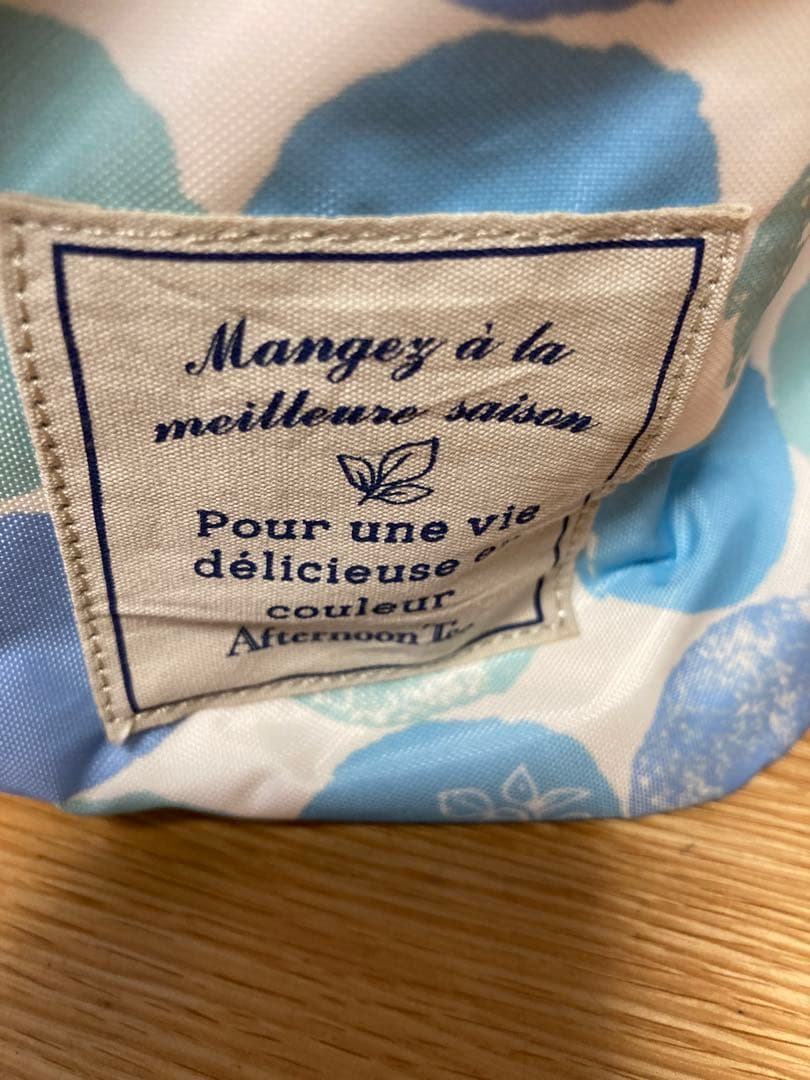 Mangez à la
meilleure saison
Pour une vie
délicieuse
couleur
Afternoon